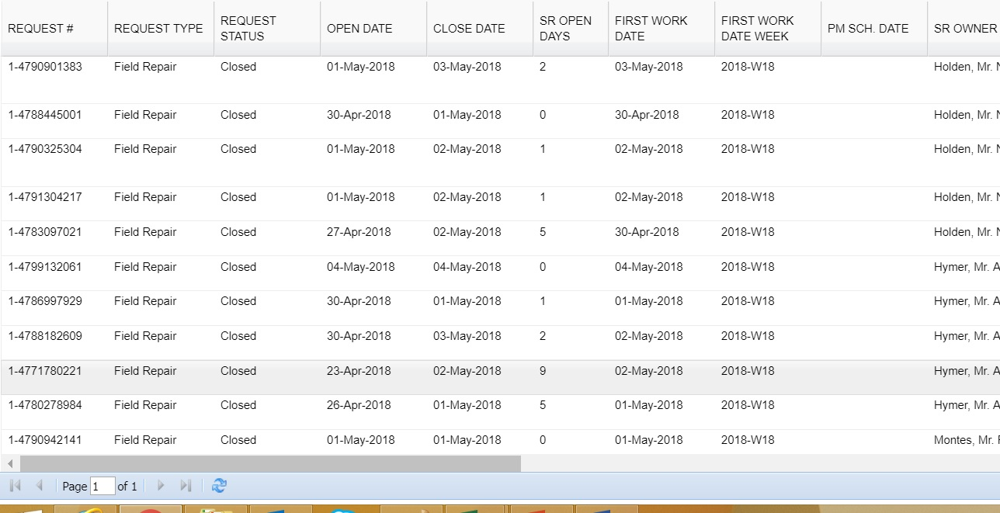 REQUEST # REQUEST TYPE REQUEST STATUS OPEN DATE CLOSE DATE SR OPEN DAYS FIRST WORK DATE FIRST WORK DATE WEEK PM SCH. DATE SR OWNER
1-4790901383 Field Repair Closed 01-May-2018 03-May-2018 2 03-May-2018 2018-W18 Holden, Mr. N
1-4788445001 Field Repair Closed 30-Apr-2018 01-May-2018 0 30-Apr-2018 2018-W18 Holden, Mr. N
1-4790325304 Field Repair Closed 01-May-2018 02-May-2018 1 02-May-2018 2018-W18 Holden, Mr. N
1-4791304217 Field Repair Closed 01-May-2018 02-May-2018 1 02-May-2018 2018-W18 Holden, Mr. N
1-4783097021 Field Repair Closed 27-Apr-2018 02-May-2018 5 30-Apr-2018 2018-W18 Holden, Mr. N
1-4799132061 Field Repair Closed 04-May-2018 04-May-2018 0 04-May-2018 2018-W18 Hymer, Mr. A
1-4786997929 Field Repair Closed 30-Apr-2018 01-May-2018 1 01-May-2018 2018-W18 Hymer, Mr. A
1-4788182609 Field Repair Closed 30-Apr-2018 03-May-2018 2 02-May-2018 2018-W18 Hymer, Mr. A
1-4771780221 Field Repair Closed 23-Apr-2018 02-May-2018 9 02-May-2018 2018-W18 Hymer, Mr. A
1-4780278984 Field Repair Closed 26-Apr-2018 01-May-2018 5 01-May-2018 2018-W18 Hymer, Mr. A
1-4790942141 Field Repair Closed 01-May-2018 01-May-2018 0 01-May-2018 2018-W18 Montes, Mr.
Page 1 of 1